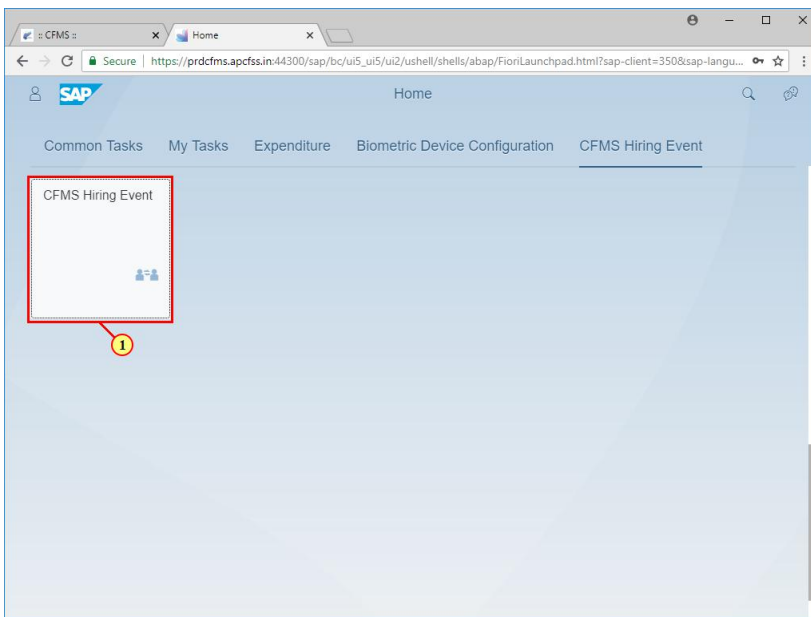 :: CFMS ::
Home
Secure | https://prdcfms.apcfss.in:44300/sap/bc/ui5_ui5/ui2/ushell/shells/abap/FioriLaunchpad.html?sap-client=350&sap-langu...
SAP
Home
Common Tasks My Tasks Expenditure Biometric Device Configuration CFMS Hiring Event
CFMS Hiring Event
1